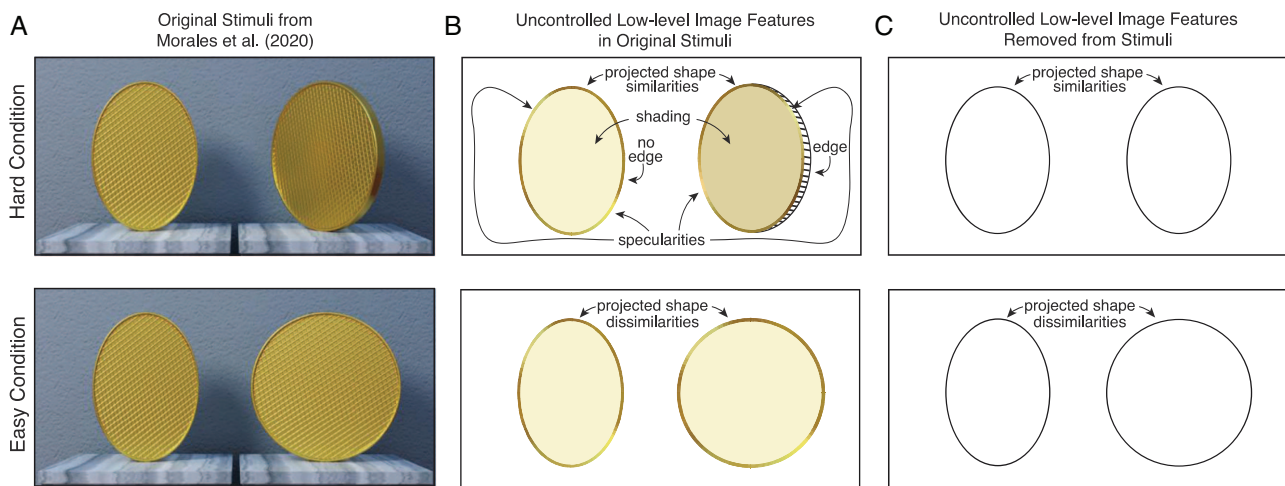 A
Original Stimuli from
Morales et al. (2020)
Hard Condition
Easy Condition
B
Uncontrolled Low-level Image Features
in Original Stimuli
projected shape
similarities
shading
no
edge
edge
specularities
projected shape
dissimilarities
C
Uncontrolled Low-level Image Features
Removed from Stimuli
projected shape
similarities
projected shape
dissimilarities